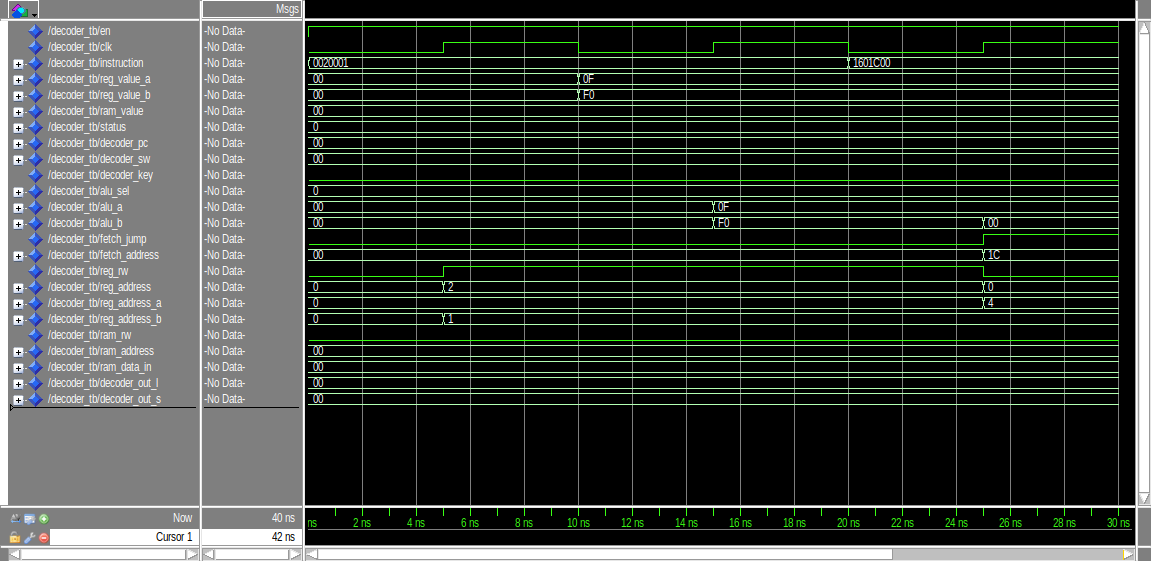 Msgs
/decoder_tb/en -No Data-
/decoder_tb/clk -No Data-
/decoder_tb/instruction -No Data- 0020001 1601C00
/decoder_tb/reg_value_a -No Data- 00 0F
/decoder_tb/reg_value_b -No Data- 00 F0
/decoder_tb/ram_value -No Data- 00
/decoder_tb/status -No Data- 0
/decoder_tb/decoder_pc -No Data- 00
/decoder_tb/decoder_sw -No Data- 00
/decoder_tb/decoder_key -No Data-
/decoder_tb/alu_sel -No Data- 0
/decoder_tb/alu_a -No Data- 00 0F
/decoder_tb/alu_b -No Data- 00 F0 00
/decoder_tb/fetch_jump -No Data-
/decoder_tb/fetch_address -No Data- 00 1C
/decoder_tb/reg_rw -No Data-
/decoder_tb/reg_address -No Data- 0 2 0
/decoder_tb/reg_address_a -No Data- 0 4
/decoder_tb/reg_address_b -No Data- 0 1
/decoder_tb/ram_rw -No Data-
/decoder_tb/ram_address -No Data- 00
/decoder_tb/ram_data_in -No Data- 00
/decoder_tb/decoder_out_l -No Data- 00
/decoder_tb/decoder_out_s -No Data- 00
Now 40 ns ns 2 ns 4 ns 6 ns 8 ns 10 ns 12 ns 14 ns 16 ns 18 ns 20 ns 22 ns 24 ns 26 ns 28 ns 30 ns
Cursor 1 42 ns